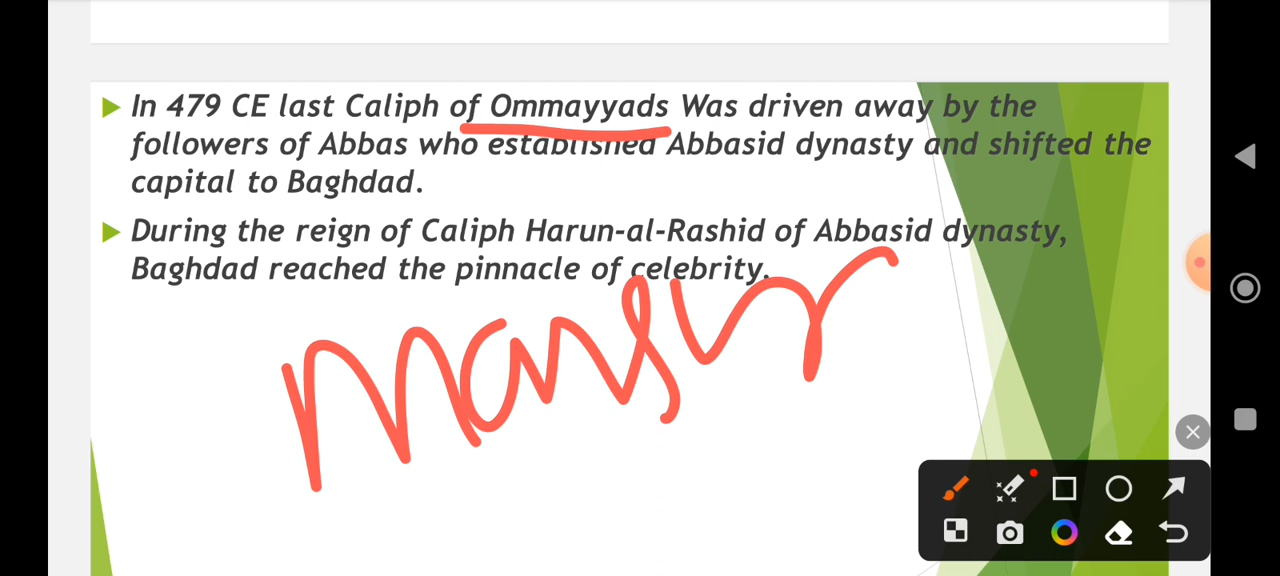 In 479 CE last Caliph of Ommayyads Was driven away by the
followers of Abbas who established Abbasid dynasty and shifted the
capital to Baghdad.
During the reign of Caliph Harun-al-Rashid of Abbasid dynasty,
Baghdad reached the pinnacle of celebrity.
Mansur